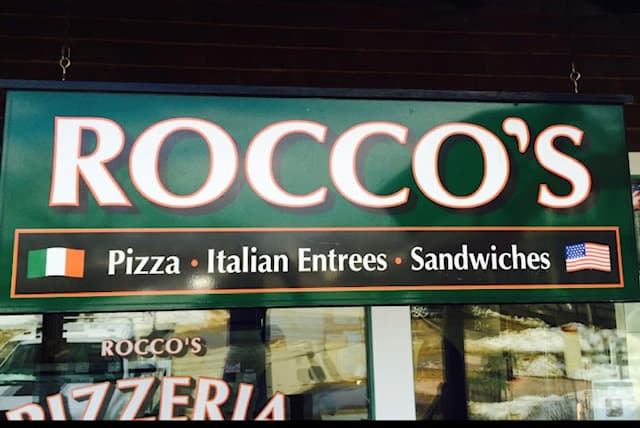 ROCCO'S
Pizza • Italian Entrees • Sandwiches
ROCCO'S
PIZZERIA